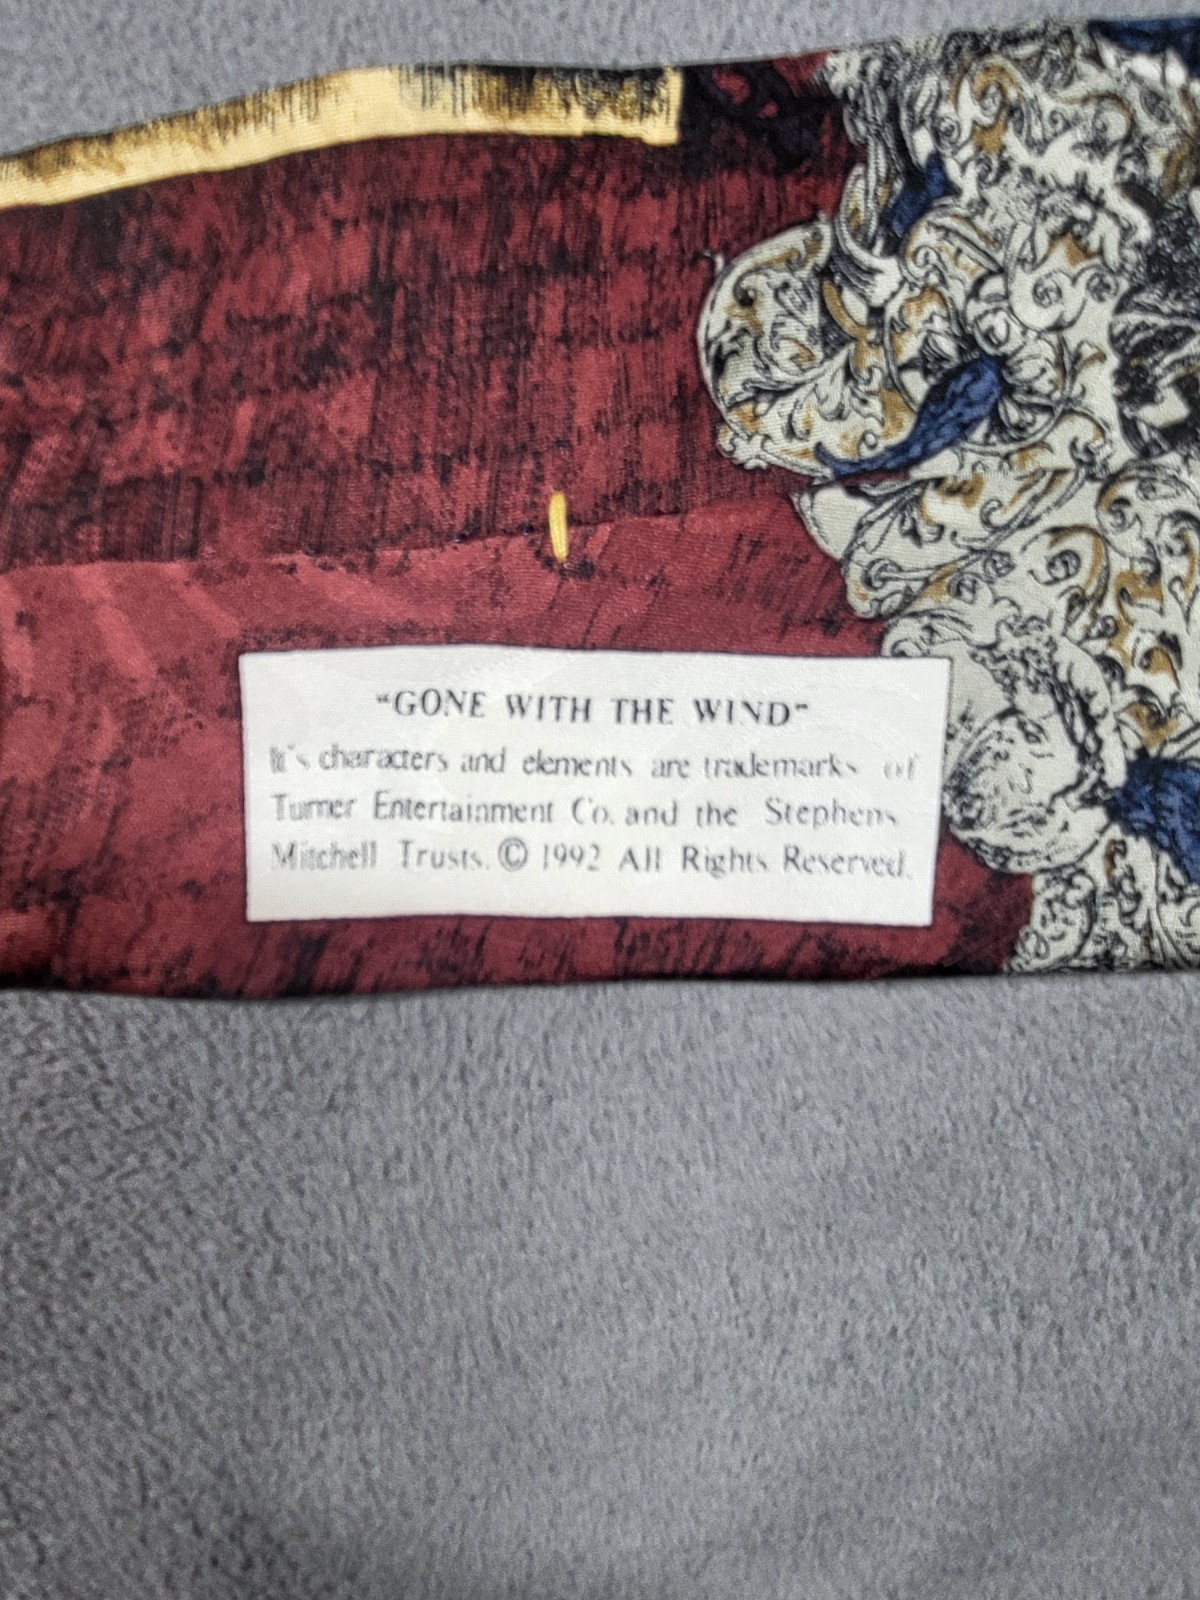 "GONE WITH THE WIND"
It's characters and elements are trademarks of
Turner Entertainment Co. and the Stephens
Mitchell Trusts. © 1992 All Rights Reserved.